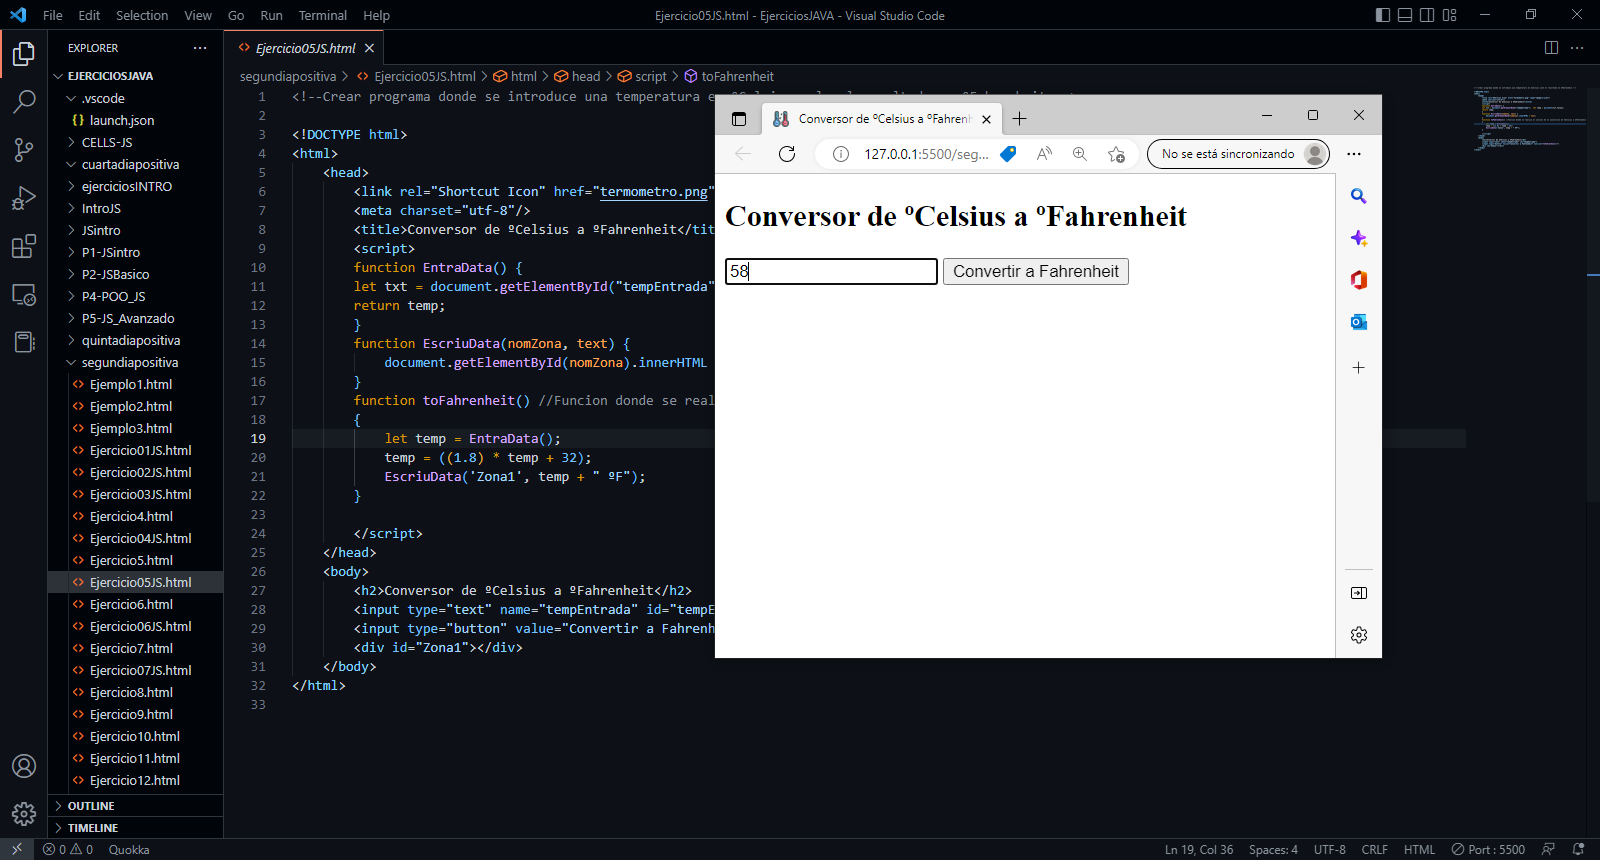 File Edit Selection View Go Run Terminal Help
Ejercicio05JS.html - EjerciciosJAVA - Visual Studio Code
EXPLORER
EJERCICIOSJAVA
.vscode
launch.json
CELLS-JS
cuartadiapositiva
ejerciciosINTRO
IntroJS
JSintro
P1-JSintro
P2-JSBasico
P4-POO_JS
P5-JS_Avanzado
quintadiapositiva
segundiapositiva
Ejemplo1.html
Ejemplo2.html
Ejemplo3.html
Ejercicio01JS.html
Ejercicio02JS.html
Ejercicio03JS.html
Ejercicio4.html
Ejercicio04JS.html
Ejercicio5.html
Ejercicio05JS.html
Ejercicio6.html
Ejercicio06JS.html
Ejercicio7.html
Ejercicio07JS.html
Ejercicio8.html
Ejercicio9.html
Ejercicio10.html
Ejercicio11.html
Ejercicio12.html
OUTLINE
TIMELINE
Ejercicio05JS.html
segundiapositiva > Ejercicio05JS.html > html > head > script > toFahrenheit
1 <!--Crear programa donde se introduce una temperatura e
2
3 <!DOCTYPE html>
4 <html>
5 <head>
6 <link rel="Shortcut Icon" href="termometro.png"
7 <meta charset="utf-8"/>
8 <title>Conversor de ºCelsius a ºFahrenheit</tit
9 <script>
10 function EntraData() {
11 let txt = document.getElementById("tempEntrada"
12 return temp;
13 }
14 function EscriuData(nomZona, text) {
15 document.getElementById(nomZona).innerHTML
16 }
17 function toFahrenheit() //Funcion donde se real
18 {
19 let temp = EntraData();
20 temp = ((1.8) * temp + 32);
21 EscriuData('Zona1', temp + " ºF");
22 }
23
24 </script>
25 </head>
26 <body>
27 <h2>Conversor de ºCelsius a ºFahrenheit</h2>
28 <input type="text" name="tempEntrada" id="tempE
29 <input type="button" value="Convertir a Fahrenh
30 <div id="Zona1"></div>
31 </body>
32 </html>
33
Conversor de ºCelsius a ºFahrenh
127.0.0.1:5500/seg...
No se está sincronizando
Conversor de ºCelsius a ºFahrenheit
58 Convertir a Fahrenheit
0 0 Quokka
Ln 19, Col 36 Spaces: 4 UTF-8 CRLF HTML Port : 5500